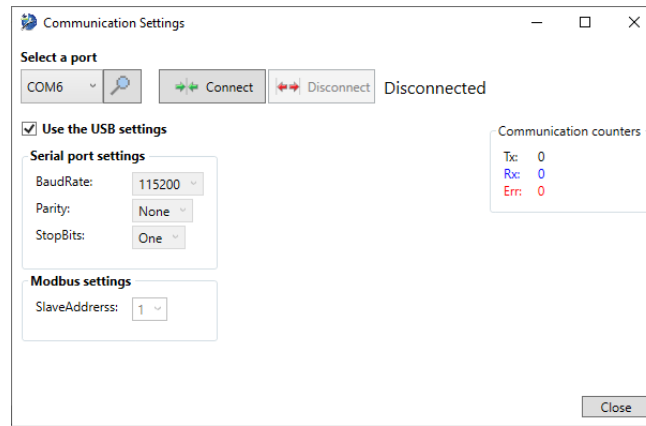 Communication Settings
Select a port
COM6
Connect
Disconnect
Disconnected
Use the USB settings
Communication counters
Tx: 0
Rx: 0
Err: 0
Serial port settings
BaudRate: 115200
Parity: None
StopBits: One
Modbus settings
SlaveAddrerss: 1
Close